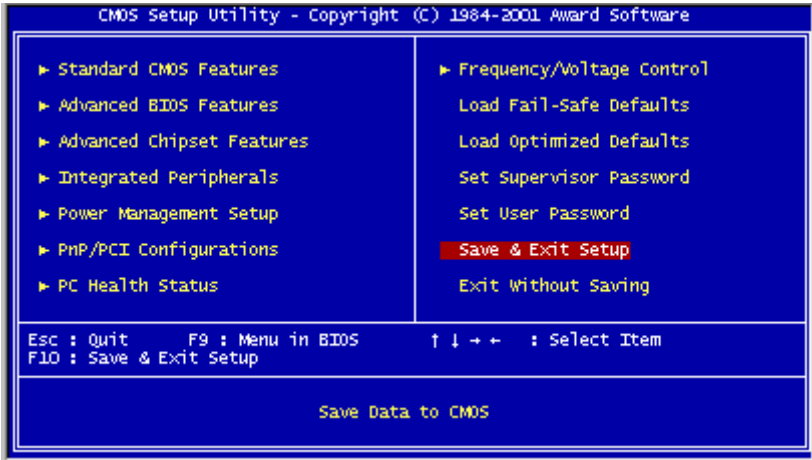 CMOS Setup Utility - Copyright (C) 1984-2001 Award Software
► Standard CMOS Features
► Advanced BIOS Features
► Advanced Chipset Features
► Integrated Peripherals
► Power Management Setup
► PnP/PCI Configurations
► PC Health Status
► Frequency/Voltage Control
Load Fail-Safe Defaults
Load Optimized Defaults
Set Supervisor Password
Set User Password
Save & Exit Setup
Exit Without Saving
Esc : Quit F9 : Menu in BIOS ↑ ↓ → ← : Select Item
F10 : Save & Exit Setup
Save Data to CMOS